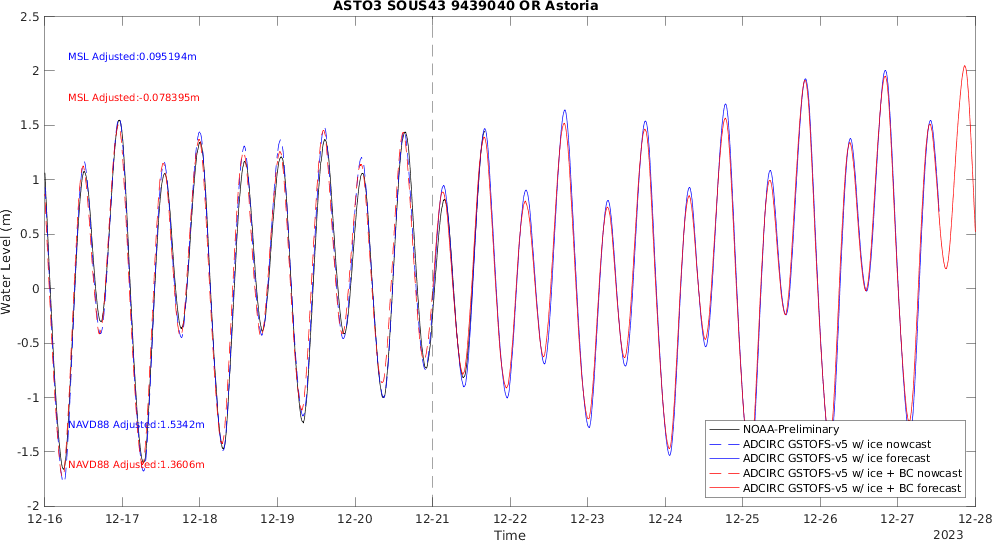 ASTO3 SOUS43 9439040 OR Astoria
2.5
2
1.5
1
0.5
0
-0.5
-1
-1.5
-2
Water Level (m)
MSL Adjusted:0.095194m
MSL Adjusted:-0.078395m
NAVD88 Adjusted:1.5342m
NAVD88 Adjusted:1.3606m
NOAA-Preliminary
ADCIRC GSTOFS-v5 w/ ice nowcast
ADCIRC GSTOFS-v5 w/ ice forecast
ADCIRC GSTOFS-v5 w/ ice + BC nowcast
ADCIRC GSTOFS-v5 w/ ice + BC forecast
12-16 12-17 12-18 12-19 12-20 12-21 12-22 12-23 12-24 12-25 12-26 12-27 12-28
Time
2023